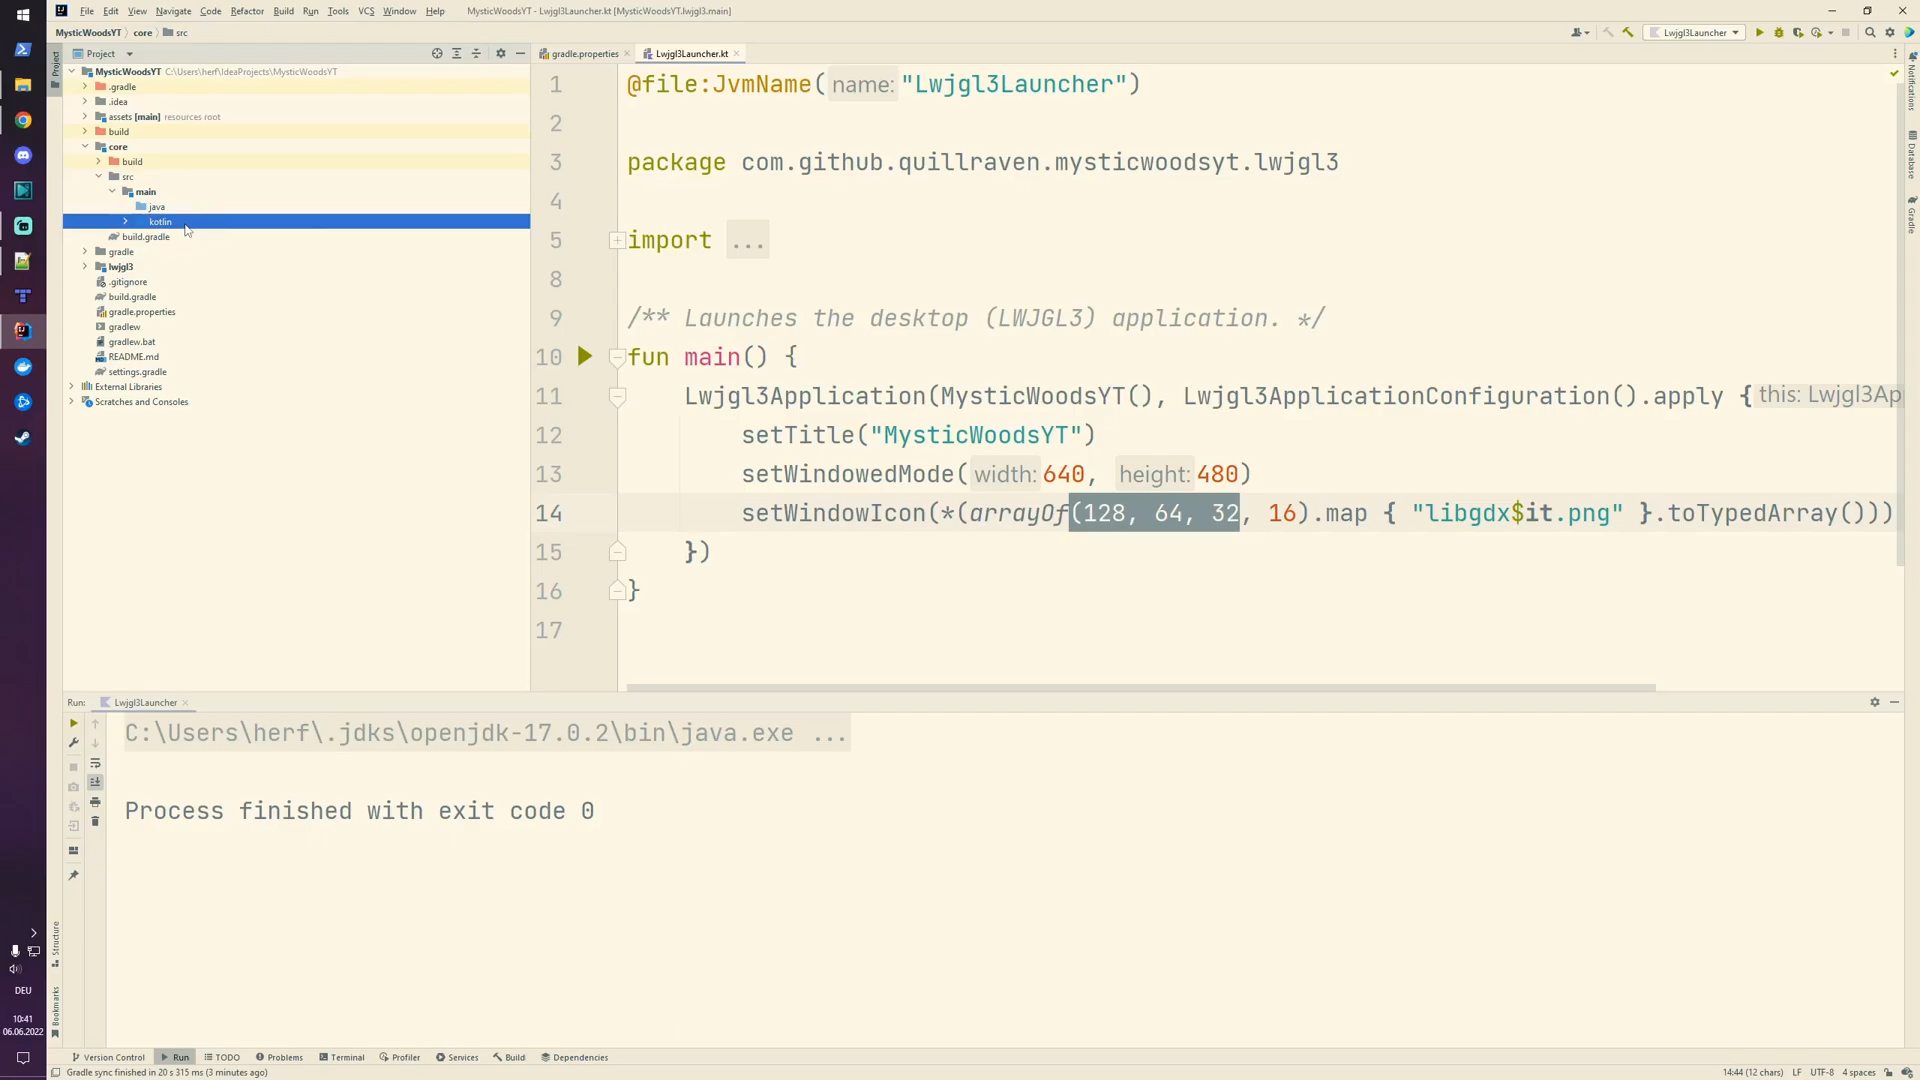 File Edit View Navigate Code Refactor Build Run Tools VCS Window Help MysticWoodsYT - Lwjgl3Launcher.kt [MysticWoodsYT.lwjgl3.main]
MysticWoodsYT core src
Lwjgl3Launcher
Project
Project
gradle.properties
Lwjgl3Launcher.kt
MysticWoodsYT C:\Users\herf\IdeaProjects\MysticWoodsYT
.gradle
.idea
assets [main] resources root
build
core
build
src
main
java
kotlin
build.gradle
gradle
lwjgl3
.gitignore
build.gradle
gradle.properties
gradlew
gradlew.bat
README.md
settings.gradle
External Libraries
Scratches and Consoles
1 @file:JvmName( name: "Lwjgl3Launcher")
2
3 package com.github.quillraven.mysticwoodsyt.lwjgl3
4
5 import ...
8
9 /** Launches the desktop (LWJGL3) application. */
10 fun main() {
11 Lwjgl3Application(MysticWoodsYT(), Lwjgl3ApplicationConfiguration().apply { this: Lwjgl3Ap
12 setTitle("MysticWoodsYT")
13 setWindowedMode( width: 640, height: 480)
14 setWindowIcon(*(arrayOf(128, 64, 32, 16).map { "libgdx$it.png" }.toTypedArray()))
15 })
16 }
17
Notifications
Database
Gradle
Run: Lwjgl3Launcher
C:\Users\herf\.jdks\openjdk-17.0.2\bin\java.exe ...
Process finished with exit code 0
Structure
Bookmarks
DEU
10:41
06.06.2022
Version Control Run TODO Problems Terminal Profiler Services Build Dependencies
Gradle sync finished in 20 s 315 ms (3 minutes ago)
14:44 (12 chars) LF UTF-8 4 spaces